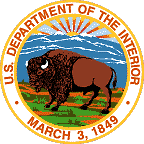 U.S. DEPARTMENT OF THE INTERIOR
MARCH 3, 1849